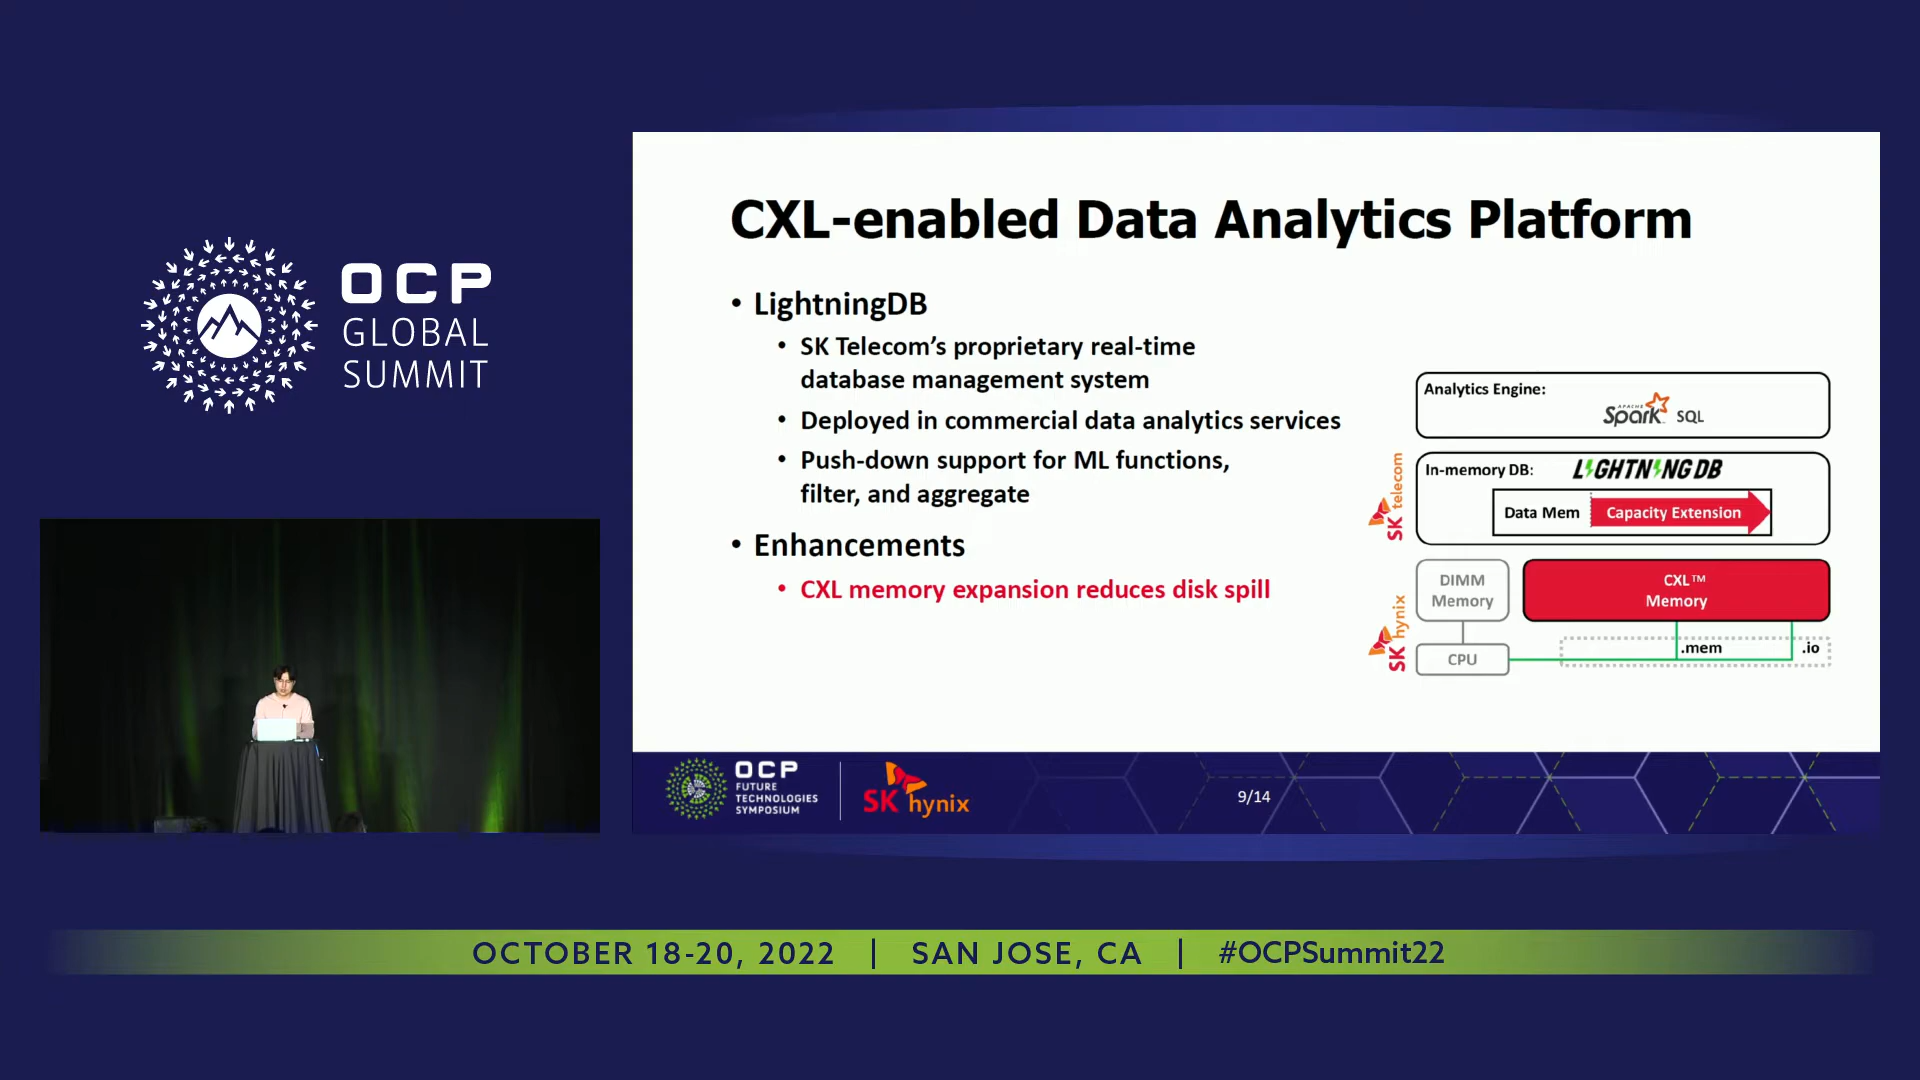 OCP
GLOBAL
SUMMIT
CXL-enabled Data Analytics Platform
• LightningDB
• SK Telecom’s proprietary real-time
database management system
• Deployed in commercial data analytics services
• Push-down support for ML functions,
filter, and aggregate
• Enhancements
• CXL memory expansion reduces disk spill
Analytics Engine:
APACHE
Spark SQL
SK telecom
In-memory DB: LIGHTNING DB
Data Mem Capacity Extension
SK hynix
DIMM
Memory
CXL™
Memory
CPU
.mem
.io
OCP
FUTURE
TECHNOLOGIES
SYMPOSIUM
SK hynix
9/14
OCTOBER 18-20, 2022 | SAN JOSE, CA | #OCPSummit22